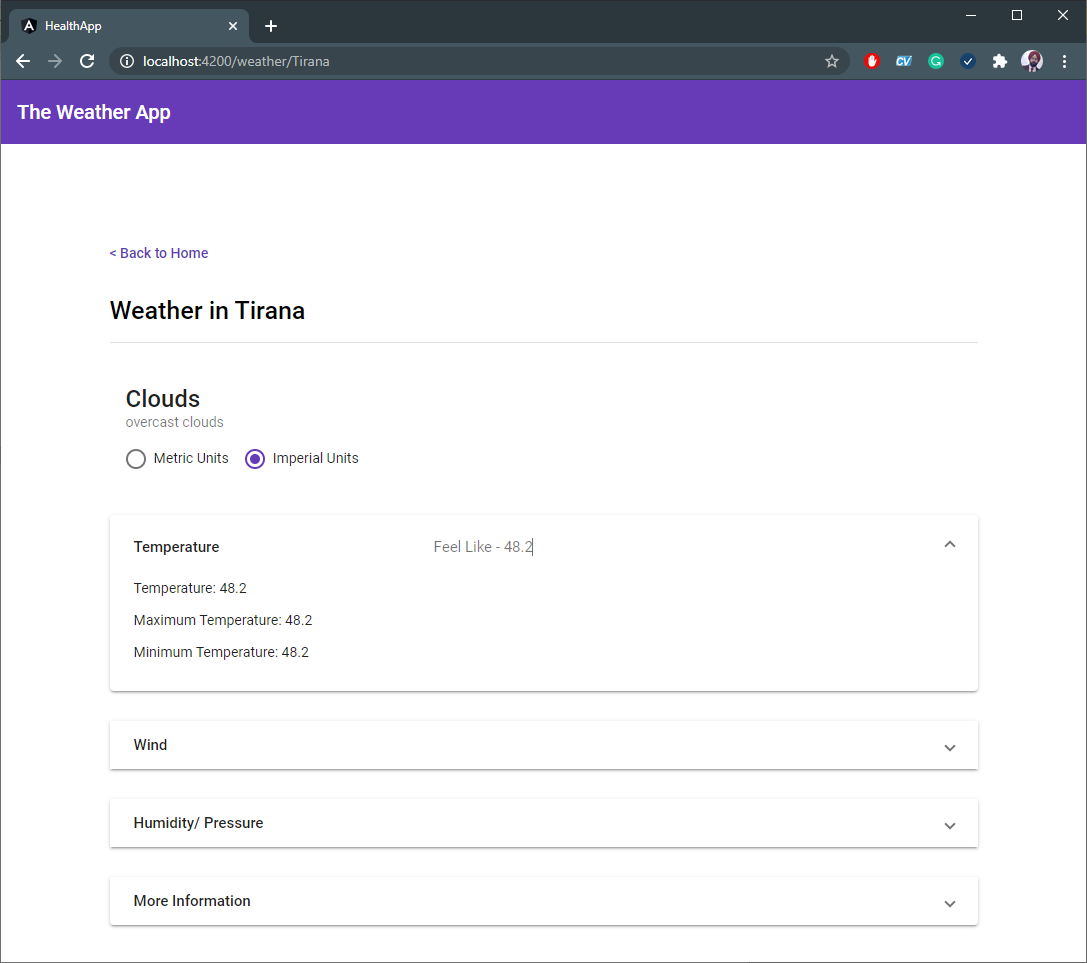 HealthApp
localhost:4200/weather/Tirana
CV
The Weather App
< Back to Home
Weather in Tirana
Clouds
overcast clouds
Metric Units Imperial Units
Temperature Feel Like - 48.2
Temperature: 48.2
Maximum Temperature: 48.2
Minimum Temperature: 48.2
Wind
Humidity/ Pressure
More Information